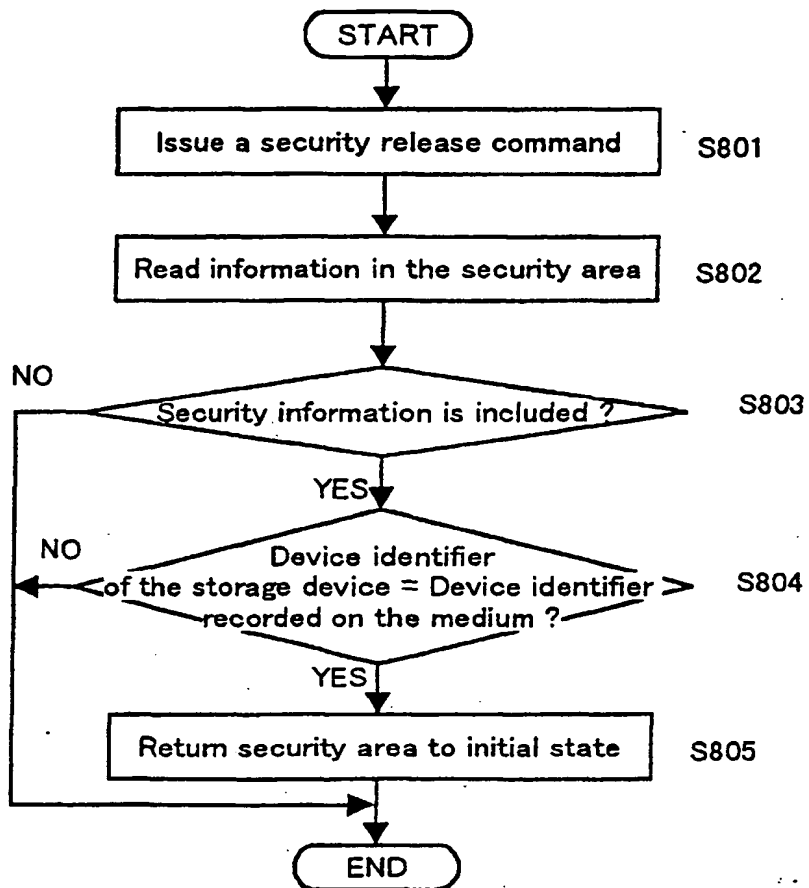 START
Issue a security release command
S801
Read information in the security area
S802
NO
Security information is included ?
S803
YES
NO
Device identifier
of the storage device = Device identifier
recorded on the medium ?
S804
YES
Return security area to initial state
S805
END